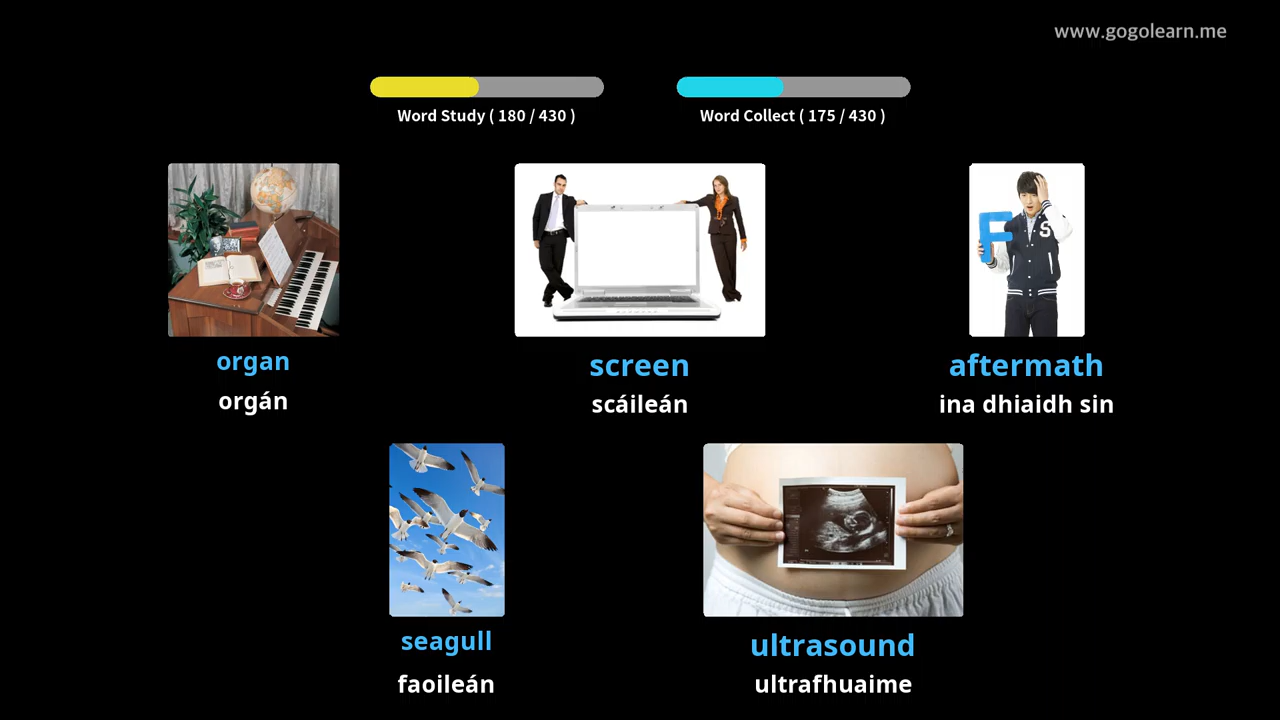 www.gogolearn.me
Word Study ( 180 / 430 )
Word Collect ( 175 / 430 )
F
S
organ
screen
aftermath
orgán
scáileán
ina dhiaidh sin
seagull
ultrasound
faoileán
ultrafhuaime